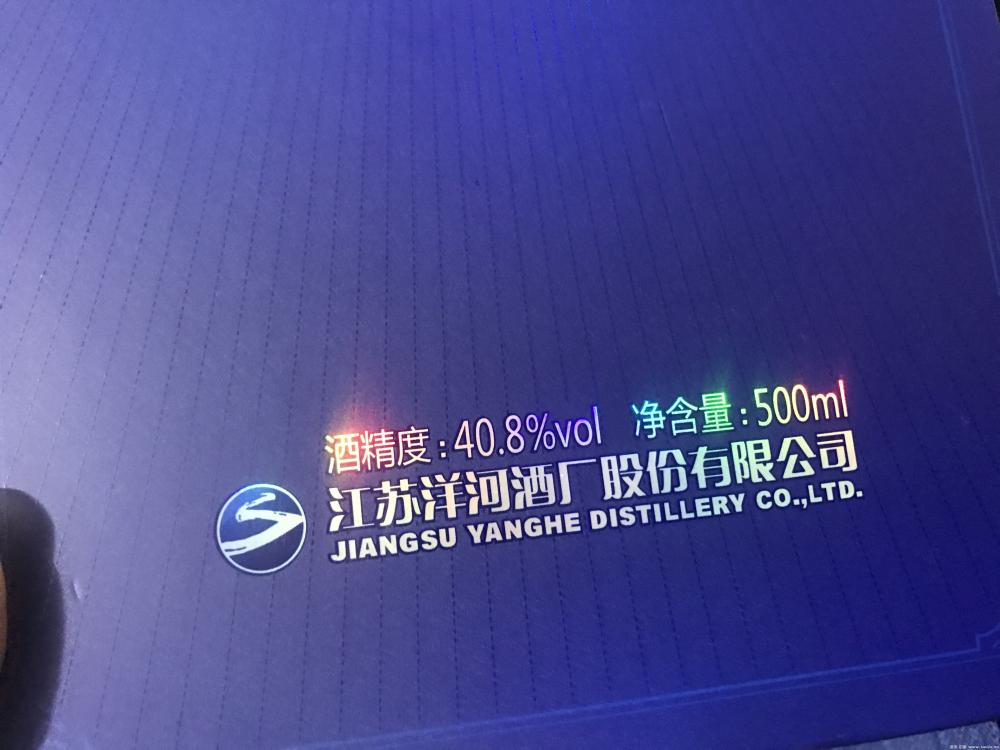 酒精度:40.8%vol 净含量:500ml
江苏洋河酒厂股份有限公司
JIANGSU YANGHE DISTILLERY CO.,LTD.